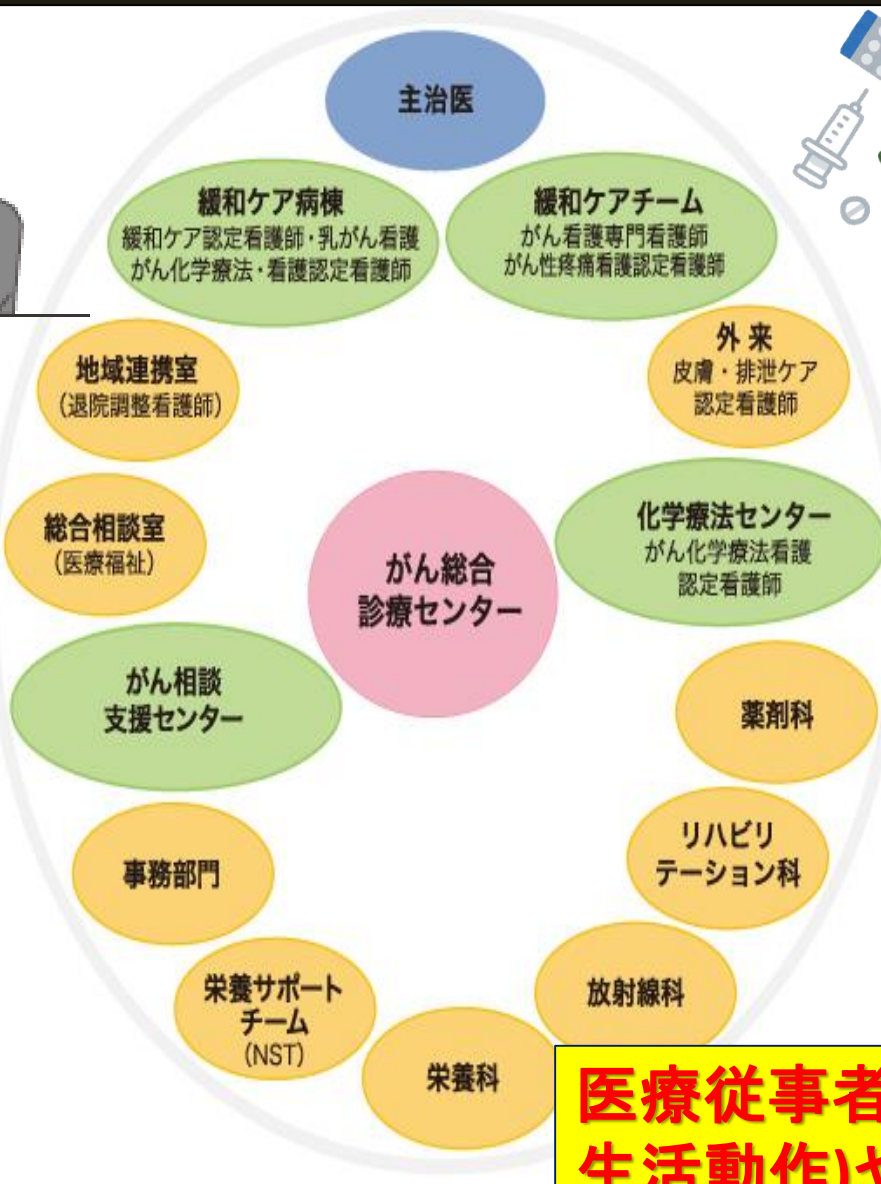 主治医
緩和ケア病棟
緩和ケア認定看護師・乳がん看護
がん化学療法・看護認定看護師
緩和ケアチーム
がん看護専門看護師
がん性疼痛看護認定看護師
外来
皮膚・排泄ケア
認定看護師
地域連携室
(退院調整看護師)
総合相談室
(医療福祉)
化学療法センター
がん化学療法看護
認定看護師
がん総合
診療センター
がん相談
支援センター
薬剤科
リハビリ
テーション科
事務部門
放射線科
栄養サポート
チーム
(NST)
栄養科
医療従事者
生活動作)や